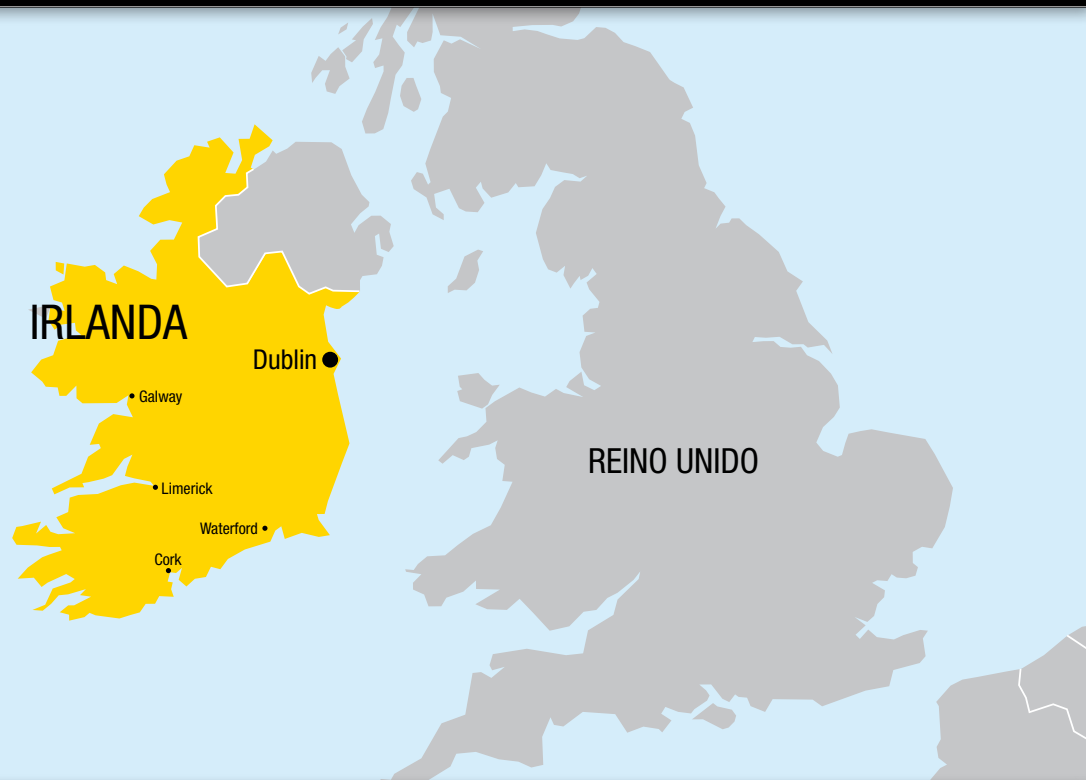 IRLANDA
Dublin
Galway
REINO UNIDO
Limerick
Waterford
Cork